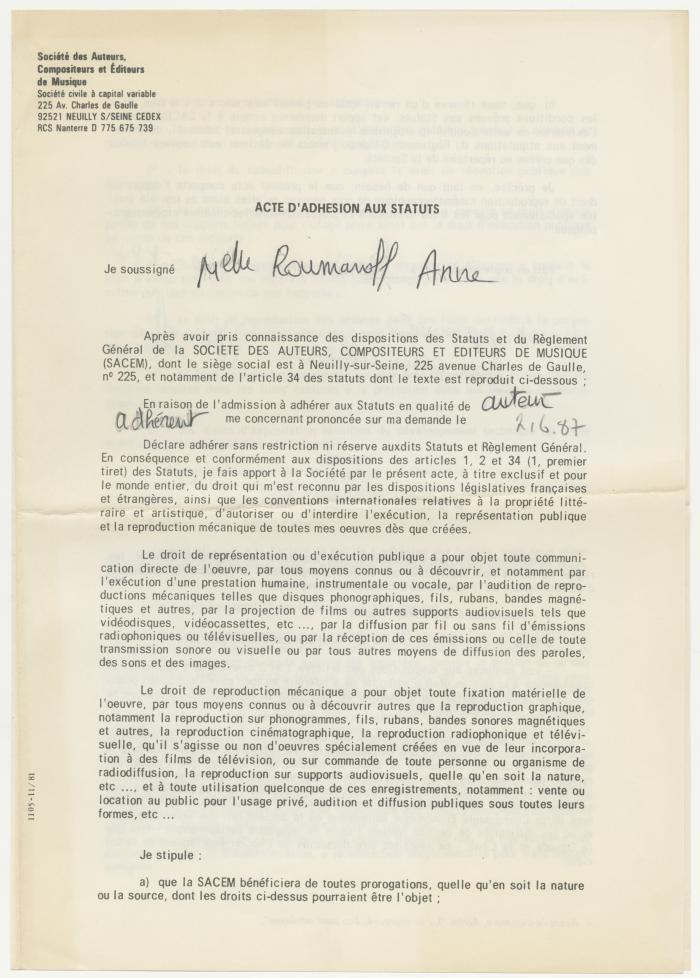 Société des Auteurs,
Compositeurs et Éditeurs
de Musique
Société civile à capital variable
225 Av. Charles de Gaulle
92521 NEUILLY S/SEINE CEDEX
RCS Nanterre D 775 675 739
ACTE D'ADHESION AUX STATUTS
Je soussigné Melle Roumanoff Anne
Après avoir pris connaissance des dispositions des Statuts et du Règlement
Général de la SOCIETE DES AUTEURS, COMPOSITEURS ET EDITEURS DE MUSIQUE
(SACEM), dont le siège social est à Neuilly-sur-Seine, 225 avenue Charles de Gaulle,
nº 225, et notamment de l'article 34 des statuts dont le texte est reproduit ci-dessous ;
En raison de l'admission à adhérer aux Statuts en qualité de auteur
adhérent me concernant prononcée sur ma demande le 2.6.87
Déclare adhérer sans restriction ni réserve auxdits Statuts et Règlement Général.
En conséquence et conformément aux dispositions des articles 1, 2 et 34 (1, premier
tiret) des Statuts, je fais apport à la Société par le présent acte, à titre exclusif et pour
le monde entier, du droit qui m'est reconnu par les dispositions législatives françaises
et étrangères, ainsi que les conventions internationales relatives à la propriété litté-
raire et artistique, d'autoriser ou d'interdire l'exécution, la représentation publique
et la reproduction mécanique de toutes mes oeuvres dès que créées.
Le droit de représentation ou d'exécution publique a pour objet toute communi-
cation directe de l'oeuvre, par tous moyens connus ou à découvrir, et notamment par
l'exécution d'une prestation humaine, instrumentale ou vocale, par l'audition de repro-
ductions mécaniques telles que disques phonographiques, fils, rubans, bandes magné-
tiques et autres, par la projection de films ou autres supports audiovisuels tels que
vidéodisques, vidéocassettes, etc ..., par la diffusion par fil ou sans fil d'émissions
radiophoniques ou télévisuelles, ou par la réception de ces émissions ou celle de toute
transmission sonore ou visuelle ou par tous autres moyens de diffusion des paroles,
des sons et des images.
Le droit de reproduction mécanique a pour objet toute fixation matérielle de
l'oeuvre, par tous moyens connus ou à découvrir autres que la reproduction graphique,
notamment la reproduction sur phonogrammes, fils, rubans, bandes sonores magnétiques
et autres, la reproduction cinématographique, la reproduction radiophonique et télévi-
suelle, qu'il s'agisse ou non d'oeuvres spécialement créées en vue de leur incorpora-
tion à des films de télévision, ou sur commande de toute personne ou organisme de
radiodiffusion, la reproduction sur supports audiovisuels, quelle qu'en soit la nature,
etc ..., et à toute utilisation quelconque de ces enregistrements, notamment : vente ou
location au public pour l'usage privé, audition et diffusion publiques sous toutes leurs
formes, etc ...
Je stipule :
a) que la SACEM bénéficiera de toutes prorogations, quelle qu'en soit la nature
ou la source, dont les droits ci-dessus pourraient être l'objet ;
1105-11/81